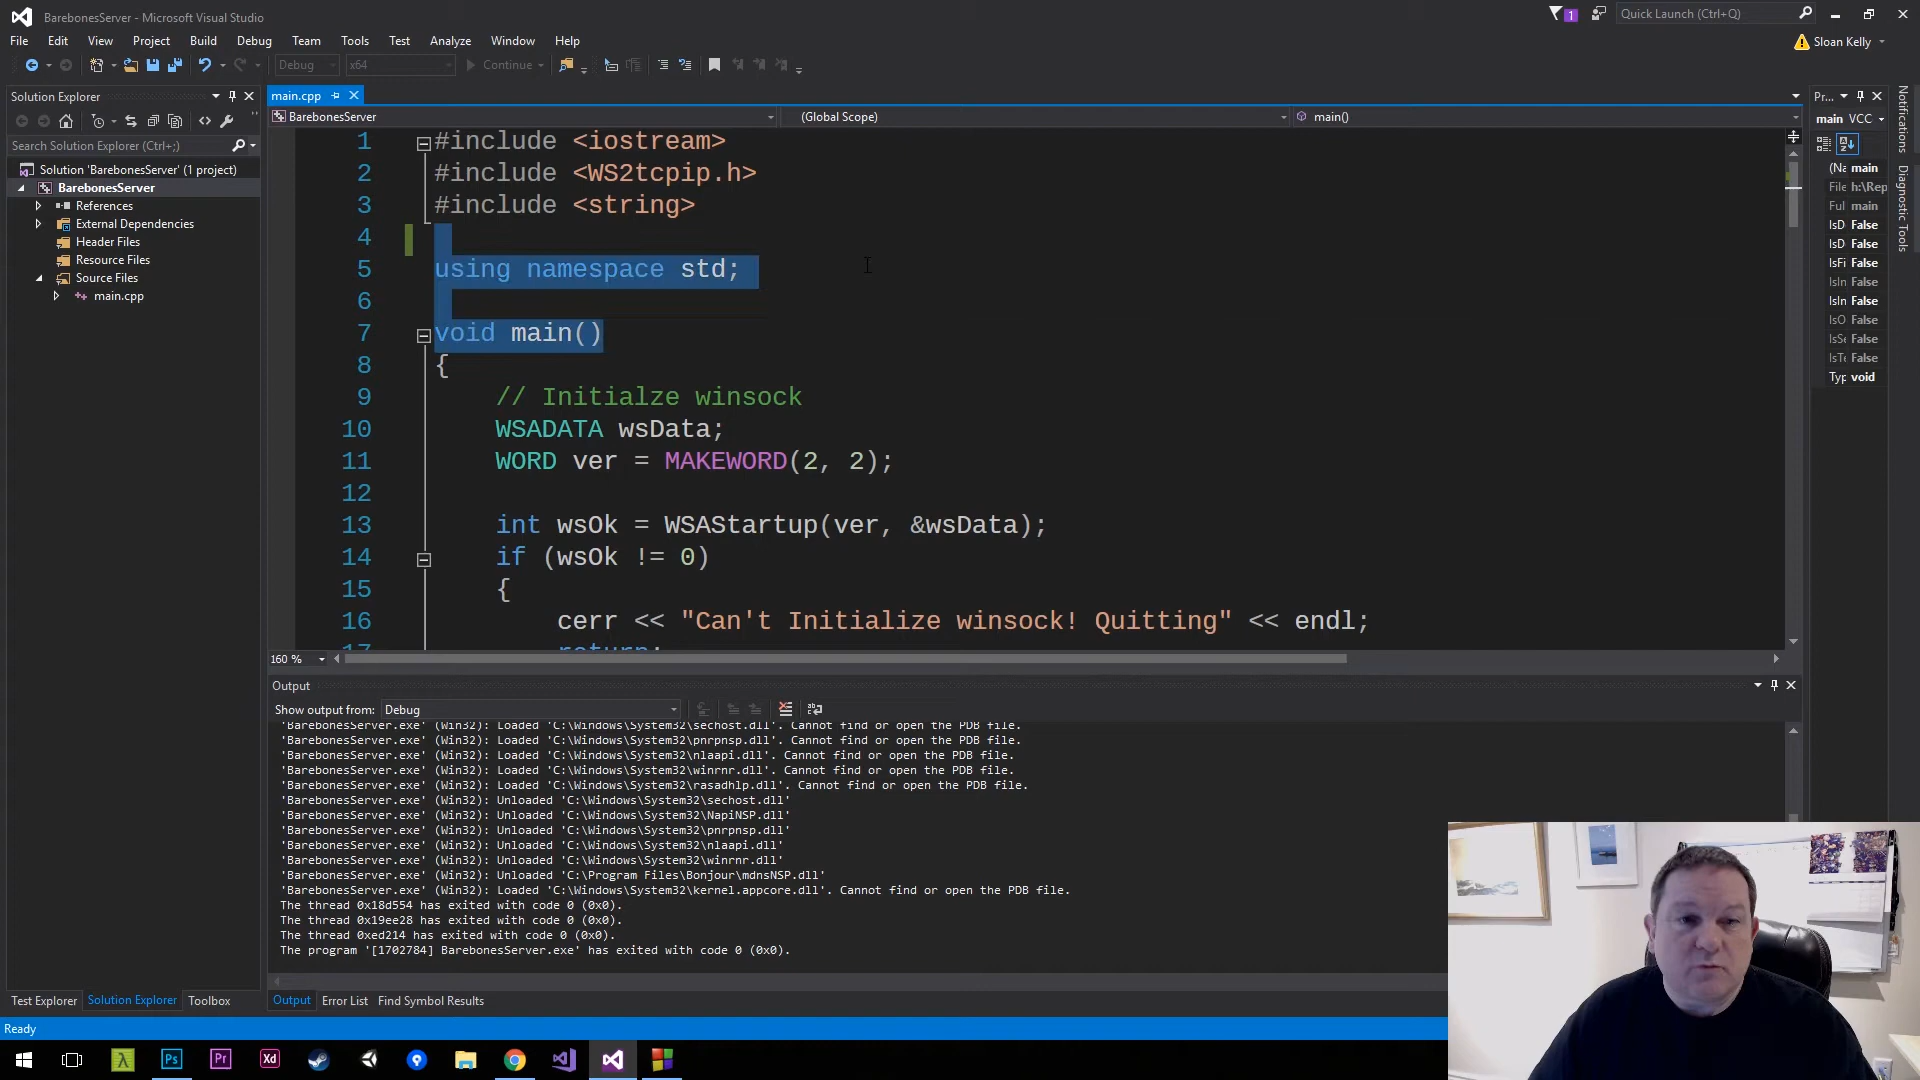 BarebonesServer - Microsoft Visual Studio
1
Quick Launch (Ctrl+Q)
File Edit View Project Build Debug Team Tools Test Analyze Window Help
Sloan Kelly
Debug x64 Continue
Solution Explorer
main.cpp
Pr...
BarebonesServer (Global Scope) main()
main VCC
Search Solution Explorer (Ctrl+;)
Solution 'BarebonesServer' (1 project)
BarebonesServer
References
External Dependencies
Header Files
Resource Files
Source Files
main.cpp
1 #include <iostream>
2 #include <WS2tcpip.h>
3 #include <string>
4
5 using namespace std;
6
7 void main()
8 {
9 // Initialze winsock
10 WSADATA wsData;
11 WORD ver = MAKEWORD(2, 2);
12
13 int wsOk = WSAStartup(ver, &wsData);
14 if (wsOk != 0)
15 {
16 cerr << "Can't Initialize winsock! Quitting" << endl;
17 return;
(Na main
File h:\Rep
Ful main
IsD False
IsD False
IsFi False
IsIn False
IsIn False
IsO False
IsSe False
IsTe False
Typ void
Notifications
Diagnostic Tools
160 %
Output
Show output from: Debug
'BarebonesServer.exe' (Win32): Loaded 'C:\Windows\System32\sechost.dll'. Cannot find or open the PDB file.
'BarebonesServer.exe' (Win32): Loaded 'C:\Windows\System32\pnrpnsp.dll'. Cannot find or open the PDB file.
'BarebonesServer.exe' (Win32): Loaded 'C:\Windows\System32\nlaapi.dll'. Cannot find or open the PDB file.
'BarebonesServer.exe' (Win32): Loaded 'C:\Windows\System32\winrnr.dll'. Cannot find or open the PDB file.
'BarebonesServer.exe' (Win32): Loaded 'C:\Windows\System32\rasadhlp.dll'. Cannot find or open the PDB file.
'BarebonesServer.exe' (Win32): Unloaded 'C:\Windows\System32\sechost.dll'
'BarebonesServer.exe' (Win32): Unloaded 'C:\Windows\System32\NapiNSP.dll'
'BarebonesServer.exe' (Win32): Unloaded 'C:\Windows\System32\pnrpnsp.dll'
'BarebonesServer.exe' (Win32): Unloaded 'C:\Windows\System32\nlaapi.dll'
'BarebonesServer.exe' (Win32): Unloaded 'C:\Windows\System32\winrnr.dll'
'BarebonesServer.exe' (Win32): Unloaded 'C:\Program Files\Bonjour\mdnsNSP.dll'
'BarebonesServer.exe' (Win32): Loaded 'C:\Windows\System32\kernel.appcore.dll'. Cannot find or open the PDB file.
The thread 0x18d554 has exited with code 0 (0x0).
The thread 0x19ee28 has exited with code 0 (0x0).
The thread 0xed214 has exited with code 0 (0x0).
The program '[1702784] BarebonesServer.exe' has exited with code 0 (0x0).
Test Explorer Solution Explorer Toolbox
Output Error List Find Symbol Results
Ready
Ps Pr Xd